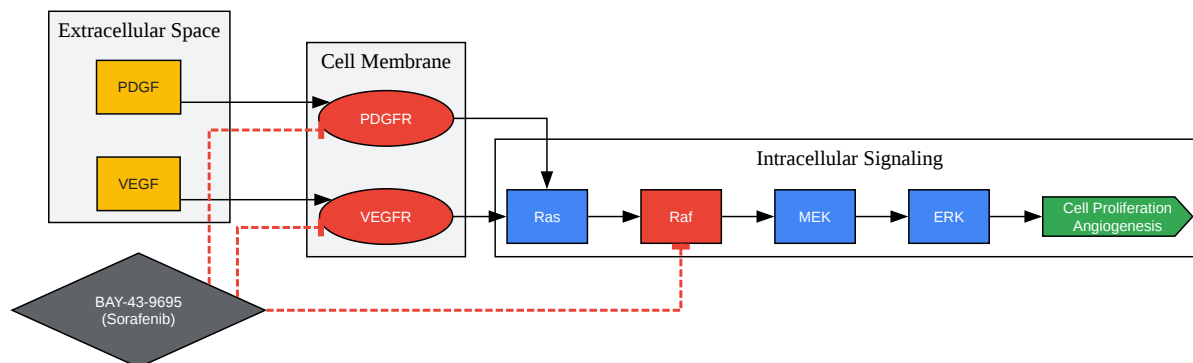 Extracellular Space
PDGF
VEGF
Cell Membrane
PDGFR
VEGFR
Intracellular Signaling
Ras
Raf
MEK
ERK
Cell Proliferation
Angiogenesis
BAY-43-9695
(Sorafenib)